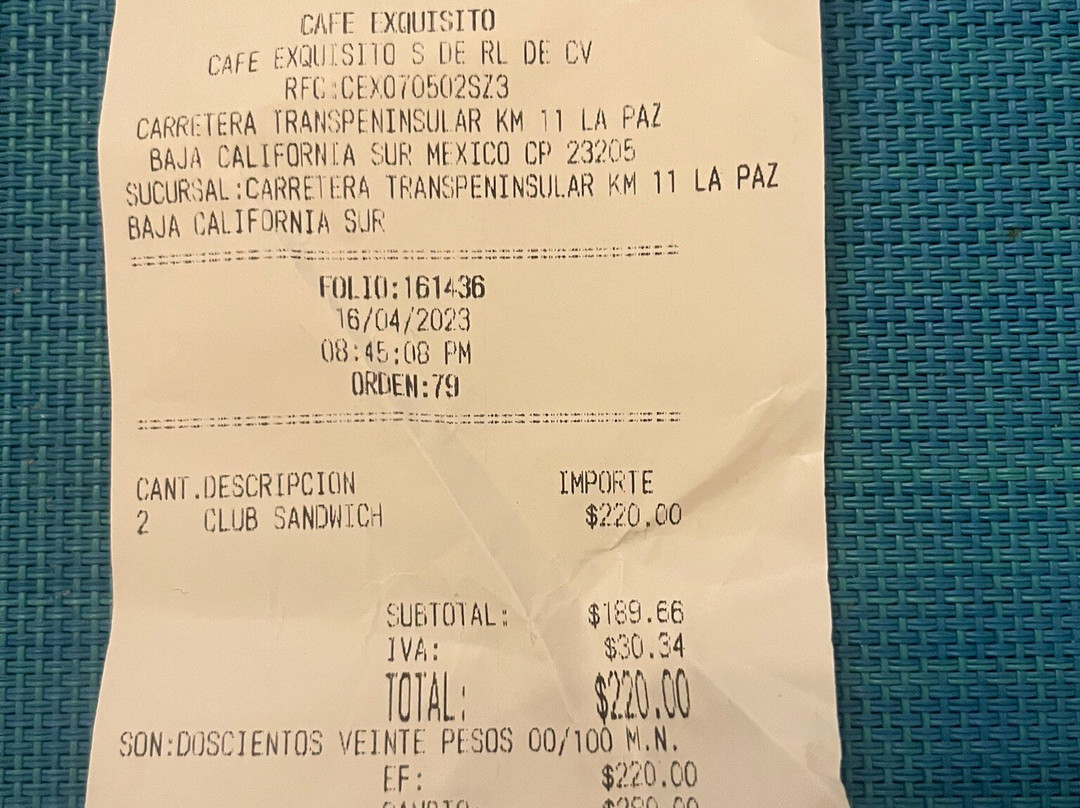 CAFE EXQUISITO
CAFE EXQUISITO S DE RL DE CV
RFC:CEX070502SZ3
CARRETERA TRANSPENINSULAR KM 11 LA PAZ
BAJA CALIFORNIA SUR MEXICO CP 23205
SUCURSAL:CARRETERA TRANSPENINSULAR KM 11 LA PAZ
BAJA CALIFORNIA SUR
FOLIO:161436
16/04/2023
08:45:08 PM
ORDEN:79
CANT.DESCRIPCION IMPORTE
2 CLUB SANDWICH $220.00
SUBTOTAL: $189.66
IVA: $30.34
TOTAL: $220.00
SON:DOSCIENTOS VEINTE PESOS 00/100 M.N.
EF: $220.00